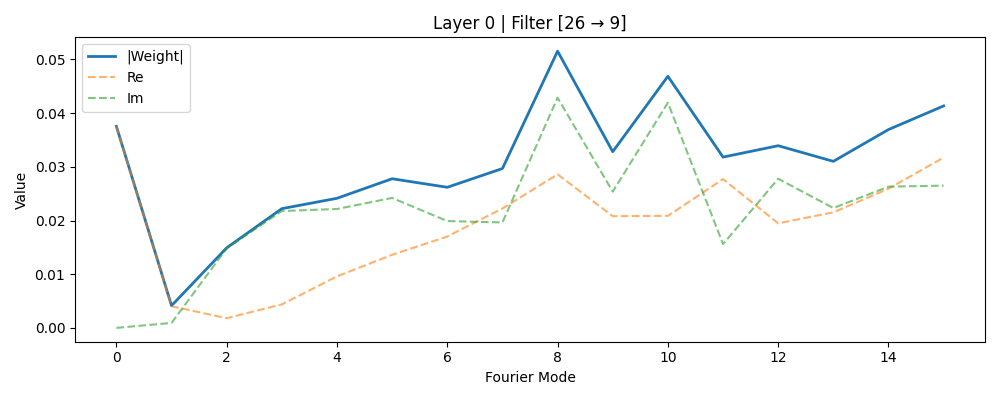 Layer 0 | Filter [26 → 9]
|Weight|
Re
Im
Value
0.05
0.04
0.03
0.02
0.01
0.00
0 2 4 6 8 10 12 14
Fourier Mode